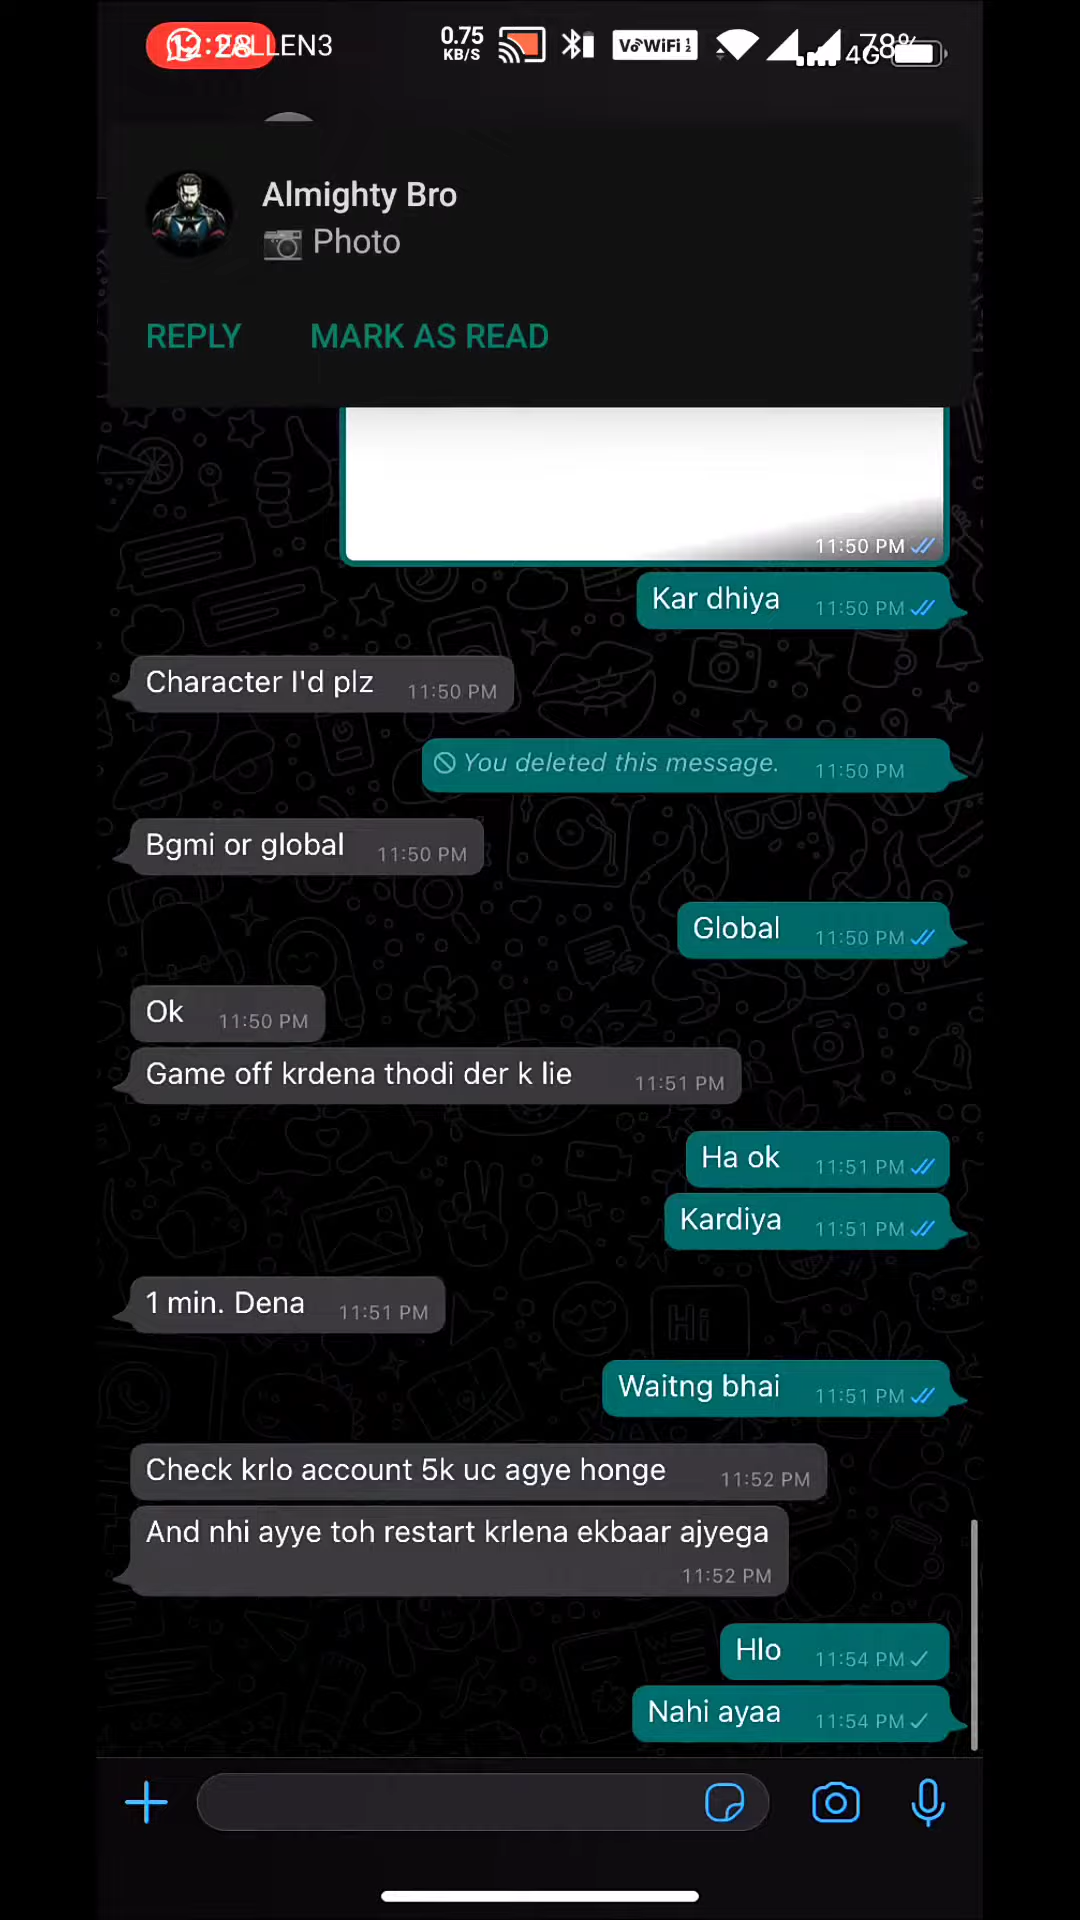 12:28
0.75
KB/S
VoWiFi 2
4G
78%
Almighty Bro
Photo
REPLY MARK AS READ
11:50 PM
Kar dhiya 11:50 PM
Character I'd plz 11:50 PM
You deleted this message. 11:50 PM
Bgmi or global 11:50 PM
Global 11:50 PM
Ok 11:50 PM
Game off krdena thodi der k lie 11:51 PM
Ha ok 11:51 PM
Kardiya 11:51 PM
1 min. Dena 11:51 PM
Waitng bhai 11:51 PM
Check krlo account 5k uc agye honge 11:52 PM
And nhi ayye toh restart krlena ekbaar ajyega
11:52 PM
Hlo 11:54 PM
Nahi ayaa 11:54 PM